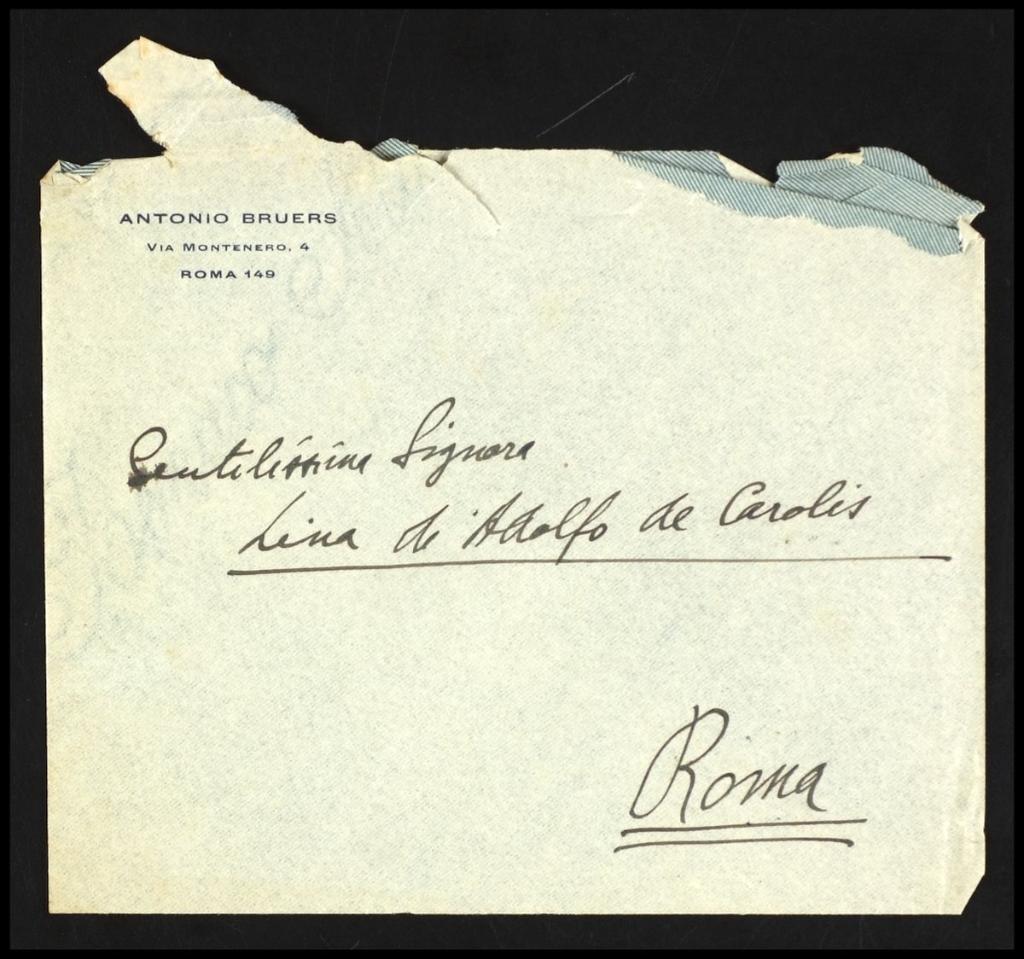 ANTONIO BRUERS
VIA MONTENERO, 4
ROMA 149
Gentilissima Signora
Lina di Adolfo de Carolis
Roma